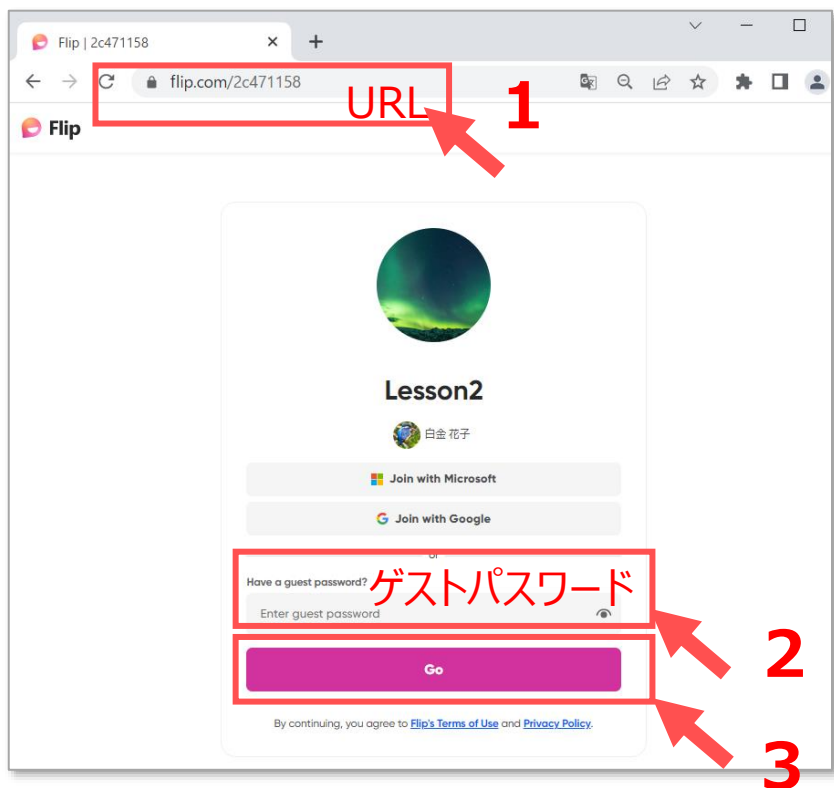 Flip | 2c471158
flip.com/2c471158
URL
1
Flip
Lesson2
白金 花子
Join with Microsoft
Join with Google
or
Have a guest password?
ゲストパスワード
Enter guest password
2
Go
By continuing, you agree to Flip's Terms of Use and Privacy Policy.
3